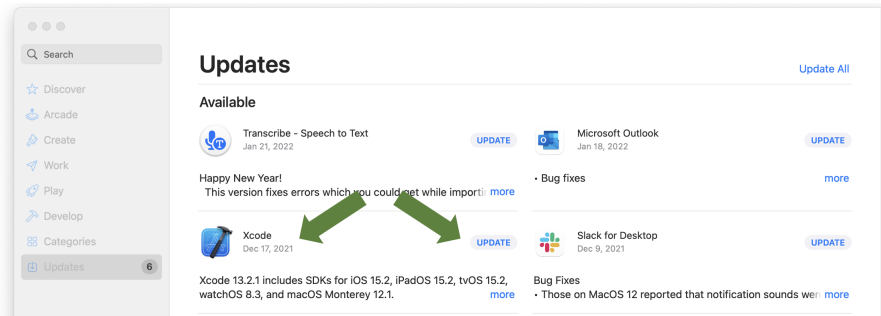 Search
Discover
Arcade
Create
Work
Play
Develop
Categories
Updates 6
Updates
Update All
Available
Transcribe - Speech to Text
Jan 21, 2022
UPDATE
Happy New Year!
This version fixes errors which you could get while importi more
Microsoft Outlook
Jan 18, 2022
UPDATE
• Bug fixes more
Xcode
Dec 17, 2021
UPDATE
Xcode 13.2.1 includes SDKs for iOS 15.2, iPadOS 15.2, tvOS 15.2,
watchOS 8.3, and macOS Monterey 12.1. more
Slack for Desktop
Dec 9, 2021
UPDATE
Bug Fixes
• Those on MacOS 12 reported that notification sounds wer more